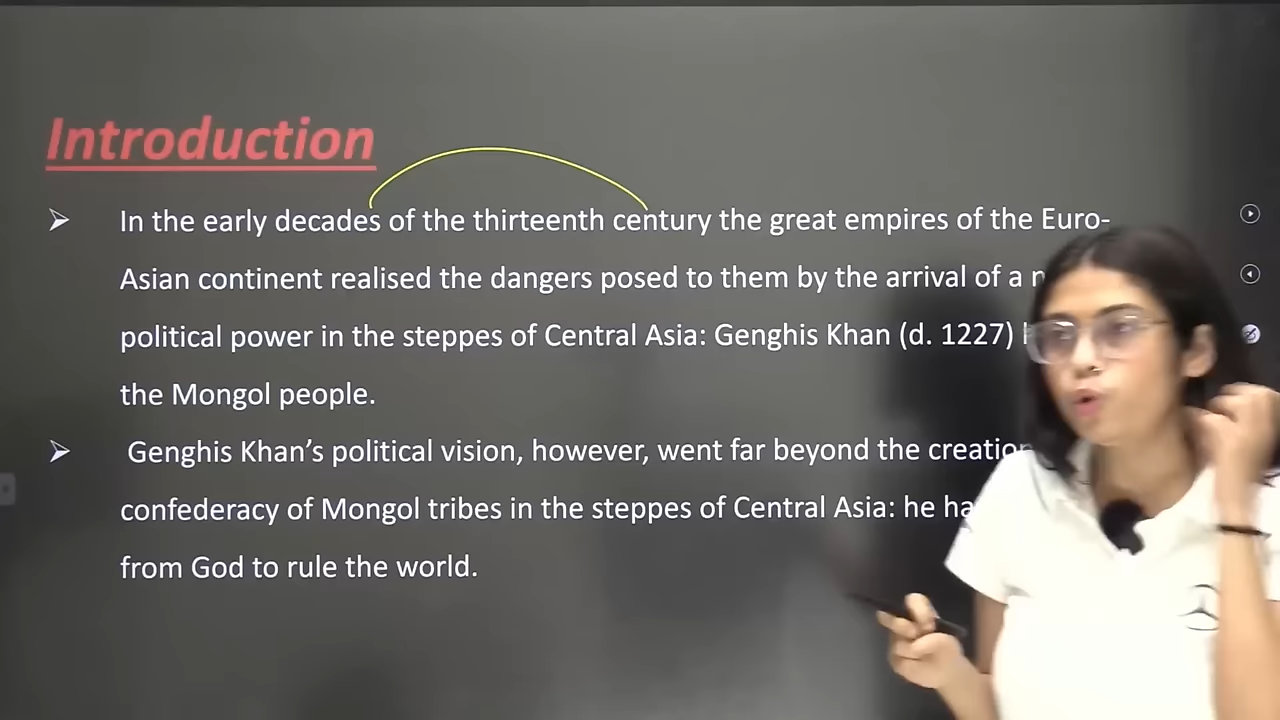 Introduction
➢ In the early decades of the thirteenth century the great empires of the Euro-
Asian continent realised the dangers posed to them by the arrival of a
political power in the steppes of Central Asia: Genghis Khan (d. 1227)
the Mongol people.
➢ Genghis Khan’s political vision, however, went far beyond the
confederacy of Mongol tribes in the steppes of Central Asia: he
from God to rule the world.